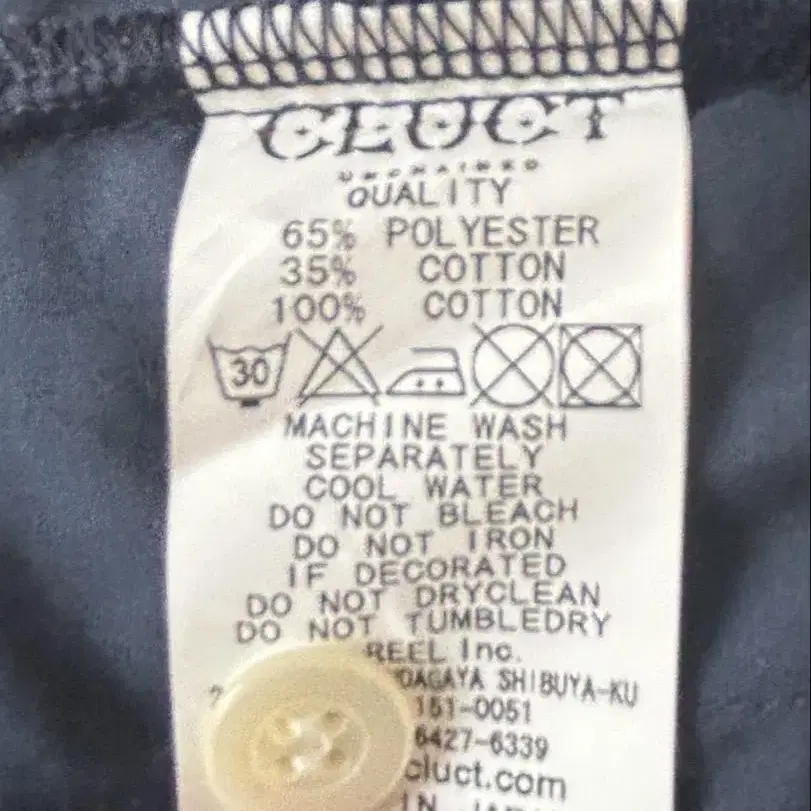 CLUCT
UNCHAINED
QUALITY
65% POLYESTER
35% COTTON
100% COTTON
30
MACHINE WASH
SEPARATELY
COOL WATER
DO NOT BLEACH
DO NOT IRON
IF DECORATED
DO NOT DRYCLEAN
DO NOT TUMBLEDRY
REEL Inc.
DAGAYA SHIBUYA-KU
151-0051
6427-6339
cluct.com
IN